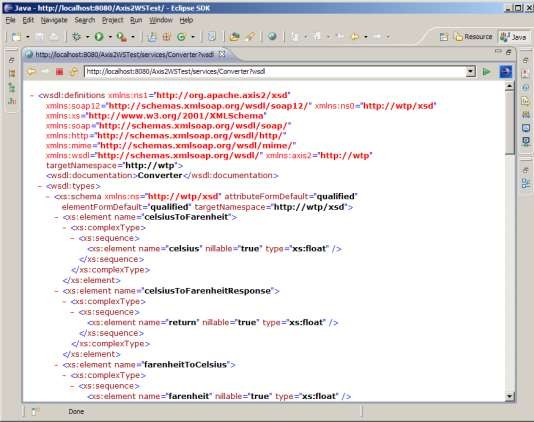 Java - http://localhost:8080/Axis2WSTest/ - Eclipse SDK
File Edit Navigate Search Project Run Window Help
Resource Java
http://localhost:8080/Axis2WSTest/services/Converter?wsdl
http://localhost:8080/Axis2WSTest/services/Converter?wsdl
- <wsdl:definitions xmlns:ns1="http://org.apache.axis2/xsd"
xmlns:soap12="http://schemas.xmlsoap.org/wsdl/soap12/" xmlns:ns0="http://wtp/xsd"
xmlns:xs="http://www.w3.org/2001/XMLSchema"
xmlns:soap="http://schemas.xmlsoap.org/wsdl/soap/"
xmlns:http="http://schemas.xmlsoap.org/wsdl/http/"
xmlns:mime="http://schemas.xmlsoap.org/wsdl/mime/"
xmlns:wsdl="http://schemas.xmlsoap.org/wsdl/" xmlns:axis2="http://wtp"
targetNamespace="http://wtp">
<wsdl:documentation>Converter</wsdl:documentation>
- <wsdl:types>
- <xs:schema xmlns:ns="http://wtp/xsd" attributeFormDefault="qualified"
elementFormDefault="qualified" targetNamespace="http://wtp/xsd">
- <xs:element name="celsiusToFarenheit">
- <xs:complexType>
- <xs:sequence>
<xs:element name="celsius" nillable="true" type="xs:float" />
</xs:sequence>
</xs:complexType>
</xs:element>
- <xs:element name="celsiusToFarenheitResponse">
- <xs:complexType>
- <xs:sequence>
<xs:element name="return" nillable="true" type="xs:float" />
</xs:sequence>
</xs:complexType>
</xs:element>
- <xs:element name="farenheitToCelsius">
- <xs:complexType>
- <xs:sequence>
<xs:element name="farenheit" nillable="true" type="xs:float" />
Done